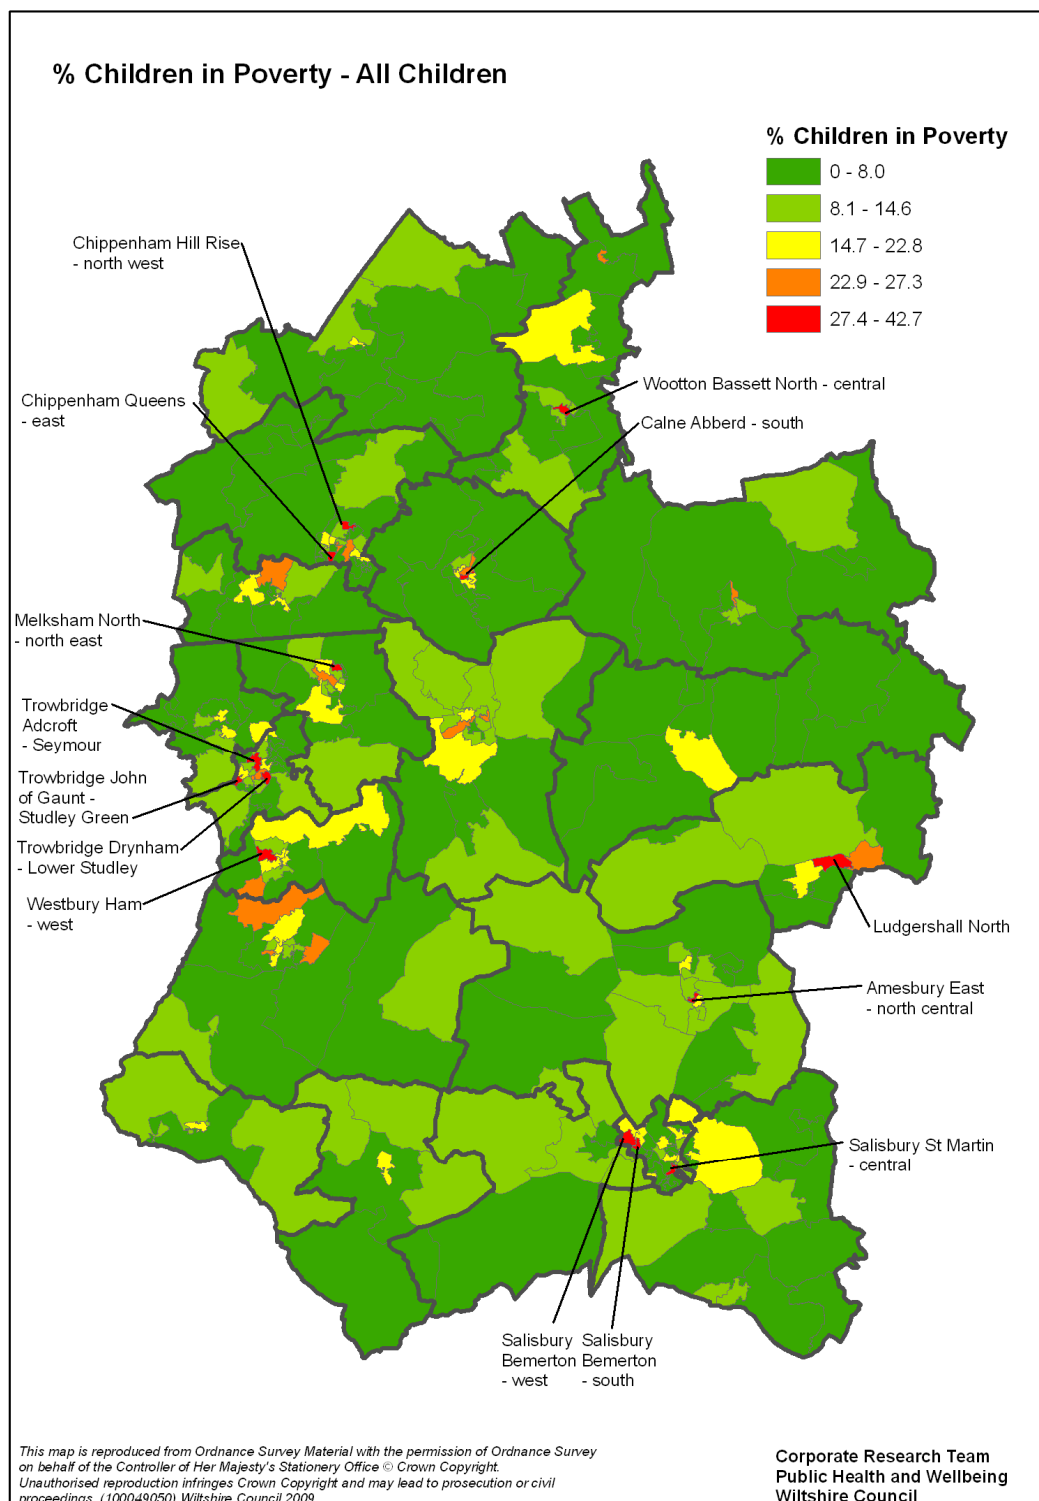 % Children in Poverty - All Children
% Children in Poverty
0 - 8.0
8.1 - 14.6
14.7 - 22.8
22.9 - 27.3
27.4 - 42.7
Chippenham Hill Rise
- north west
Chippenham Queens
- east
Wootton Bassett North - central
Calne Abberd - south
Melksham North
- north east
Trowbridge
Adcroft
- Seymour
Trowbridge John
of Gaunt -
Studley Green
Trowbridge Drynham
- Lower Studley
Westbury Ham
- west
Ludgershall North
Amesbury East
- north central
Salisbury St Martin
- central
Salisbury
Bemerton
- west
Salisbury
Bemerton
- south
This map is reproduced from Ordnance Survey Material with the permission of Ordnance Survey
on behalf of the Controller of Her Majesty's Stationery Office © Crown Copyright.
Unauthorised reproduction infringes Crown Copyright and may lead to prosecution or civil
proceedings. (100049050) Wiltshire Council 2009
Corporate Research Team
Public Health and Wellbeing
Wiltshire Council